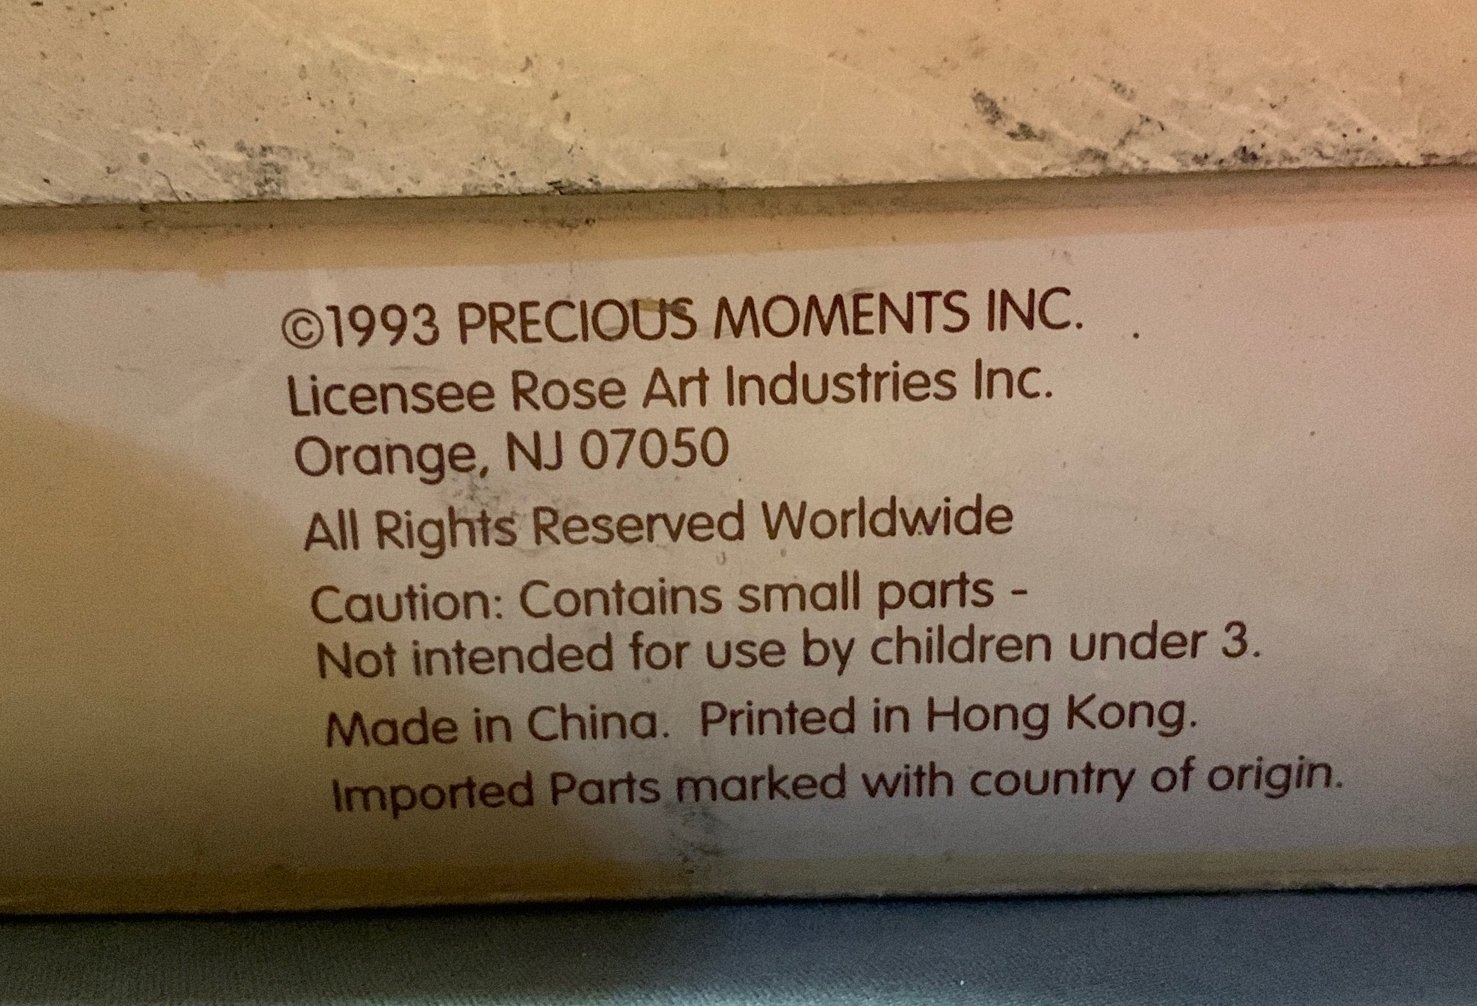 ©1993 PRECIOUS MOMENTS INC.
Licensee Rose Art Industries Inc.
Orange, NJ 07050
All Rights Reserved Worldwide
Caution: Contains small parts -
Not intended for use by children under 3.
Made in China. Printed in Hong Kong.
Imported Parts marked with country of origin.